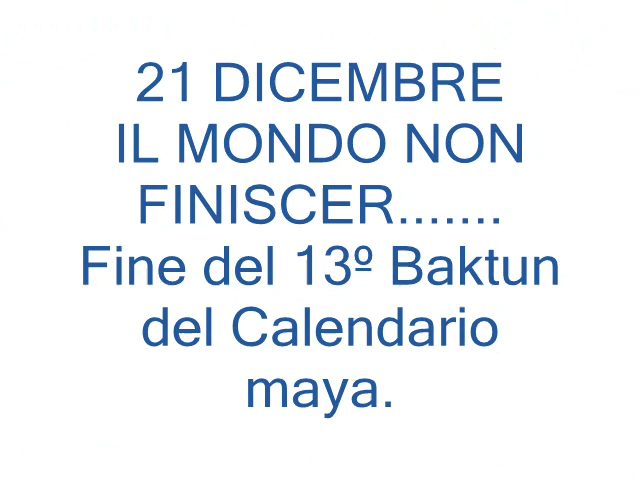 21 DICEMBRE
IL MONDO NON
FINISCER.......
Fine del 13º Baktun
del Calendario
maya.